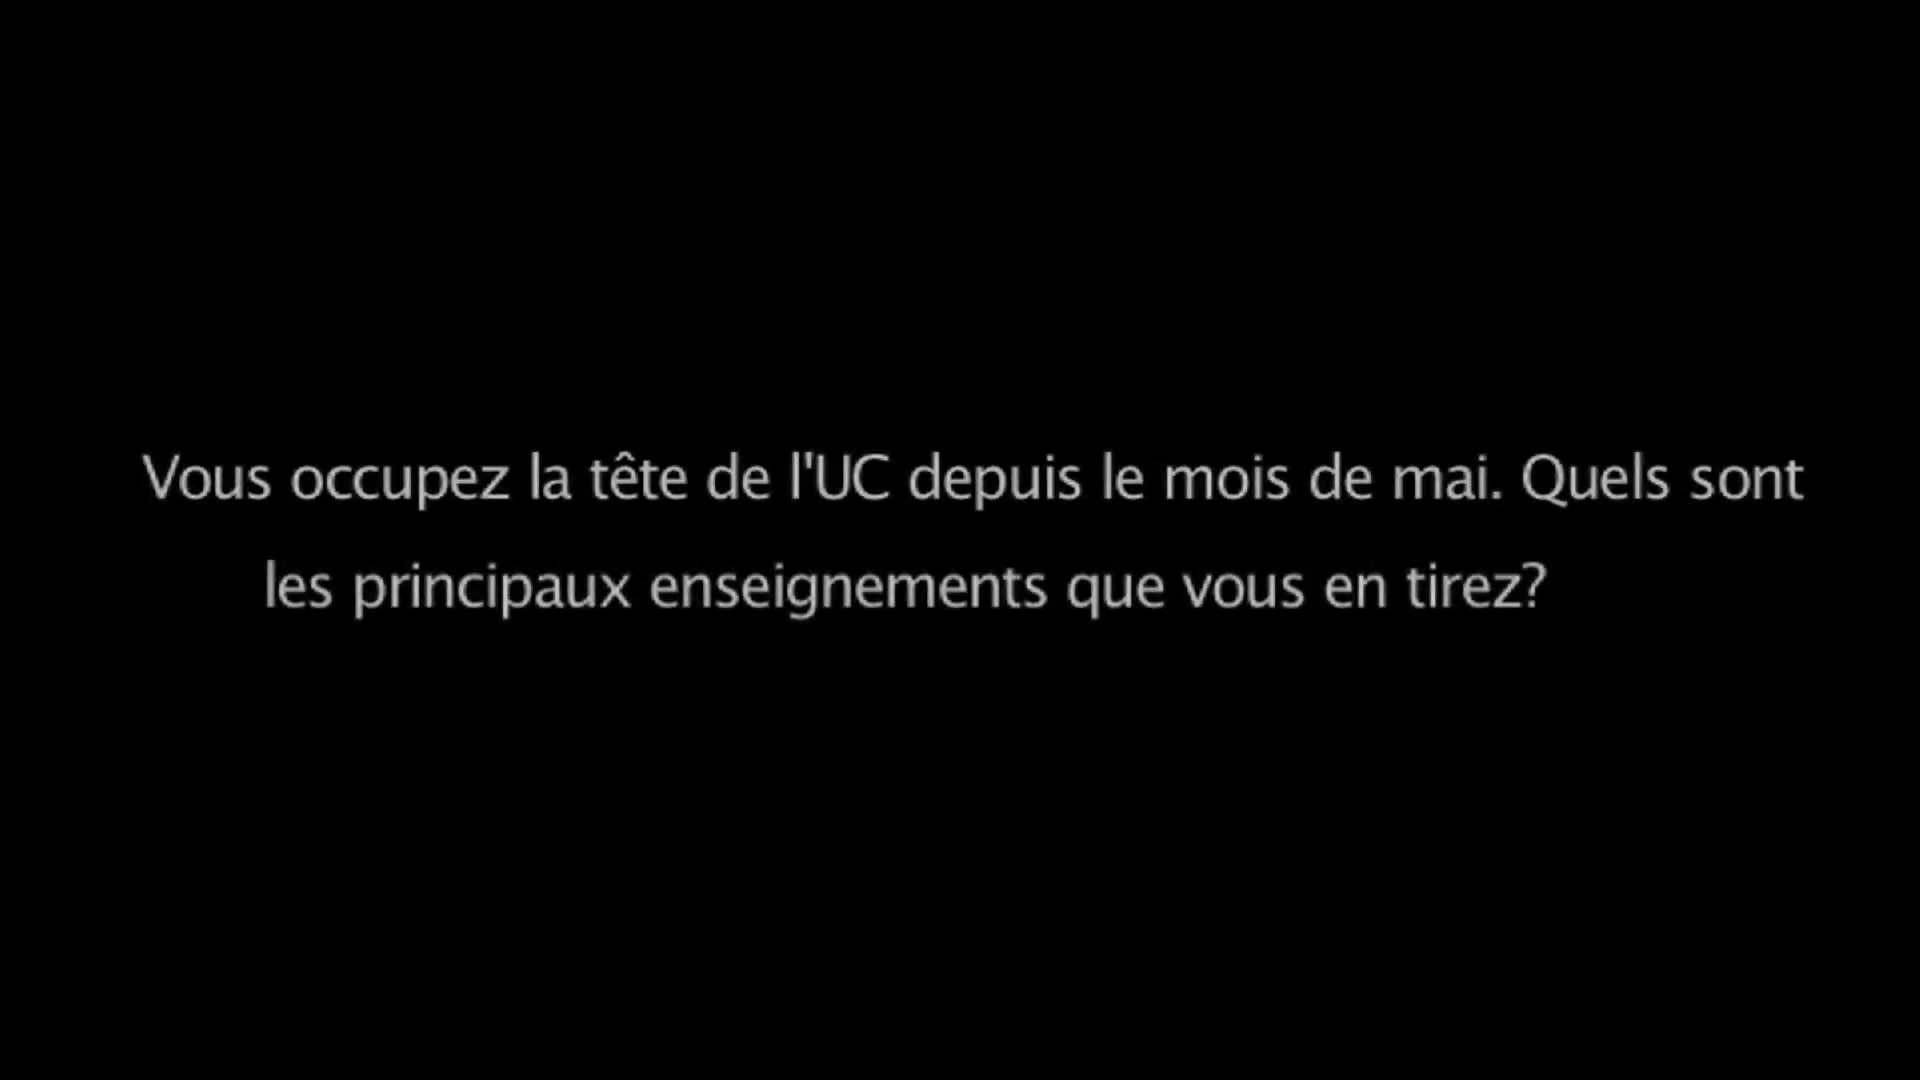 Vous occupez la tête de l'UC depuis le mois de mai. Quels sont
les principaux enseignements que vous en tirez?